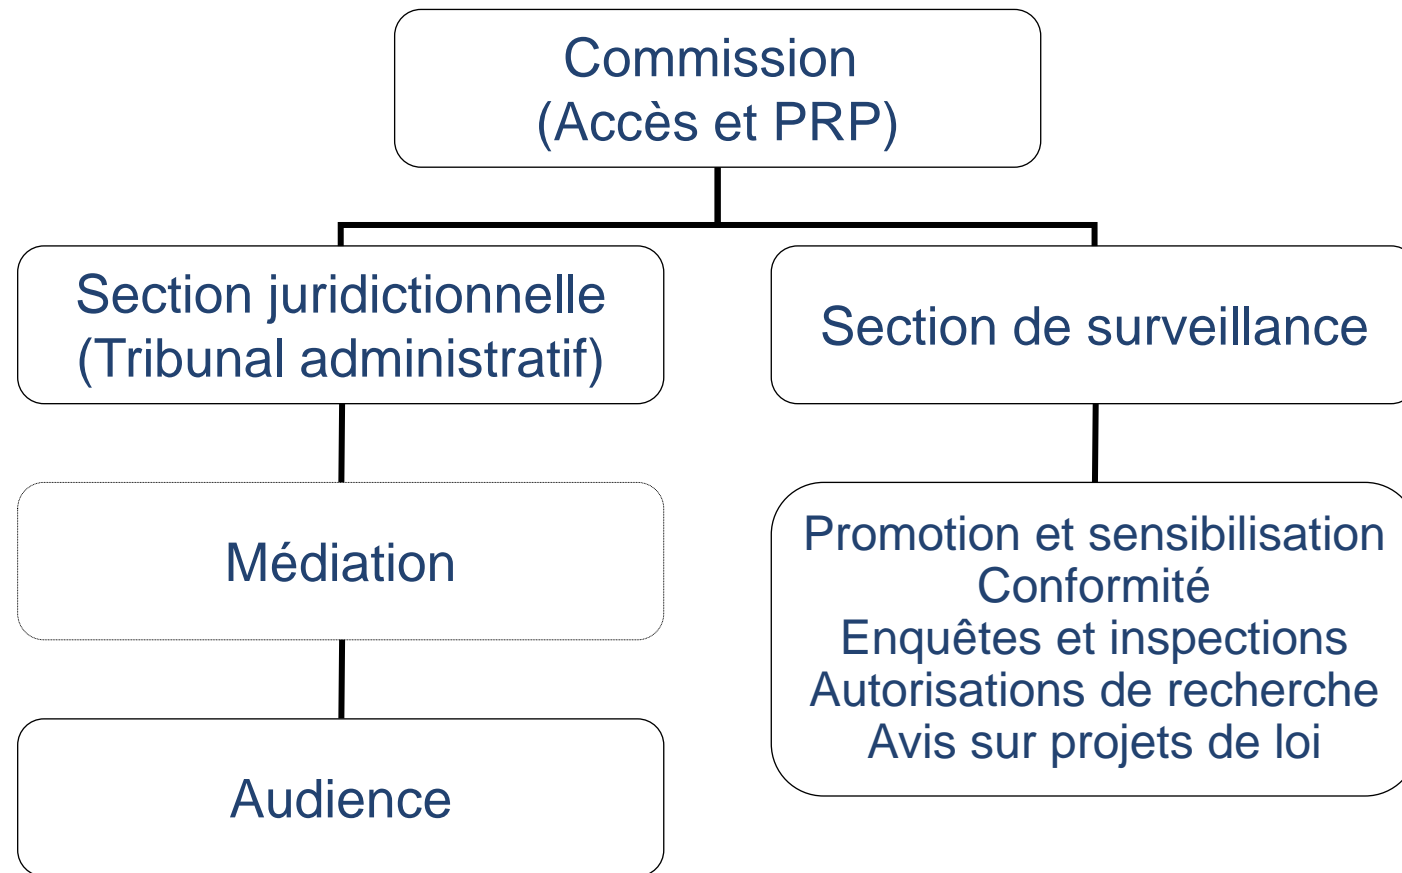 Commission
(Accès et PRP)
Section juridictionnelle
(Tribunal administratif)
Section de surveillance
Médiation
Promotion et sensibilisation
Conformité
Enquêtes et inspections
Autorisations de recherche
Avis sur projets de loi
Audience